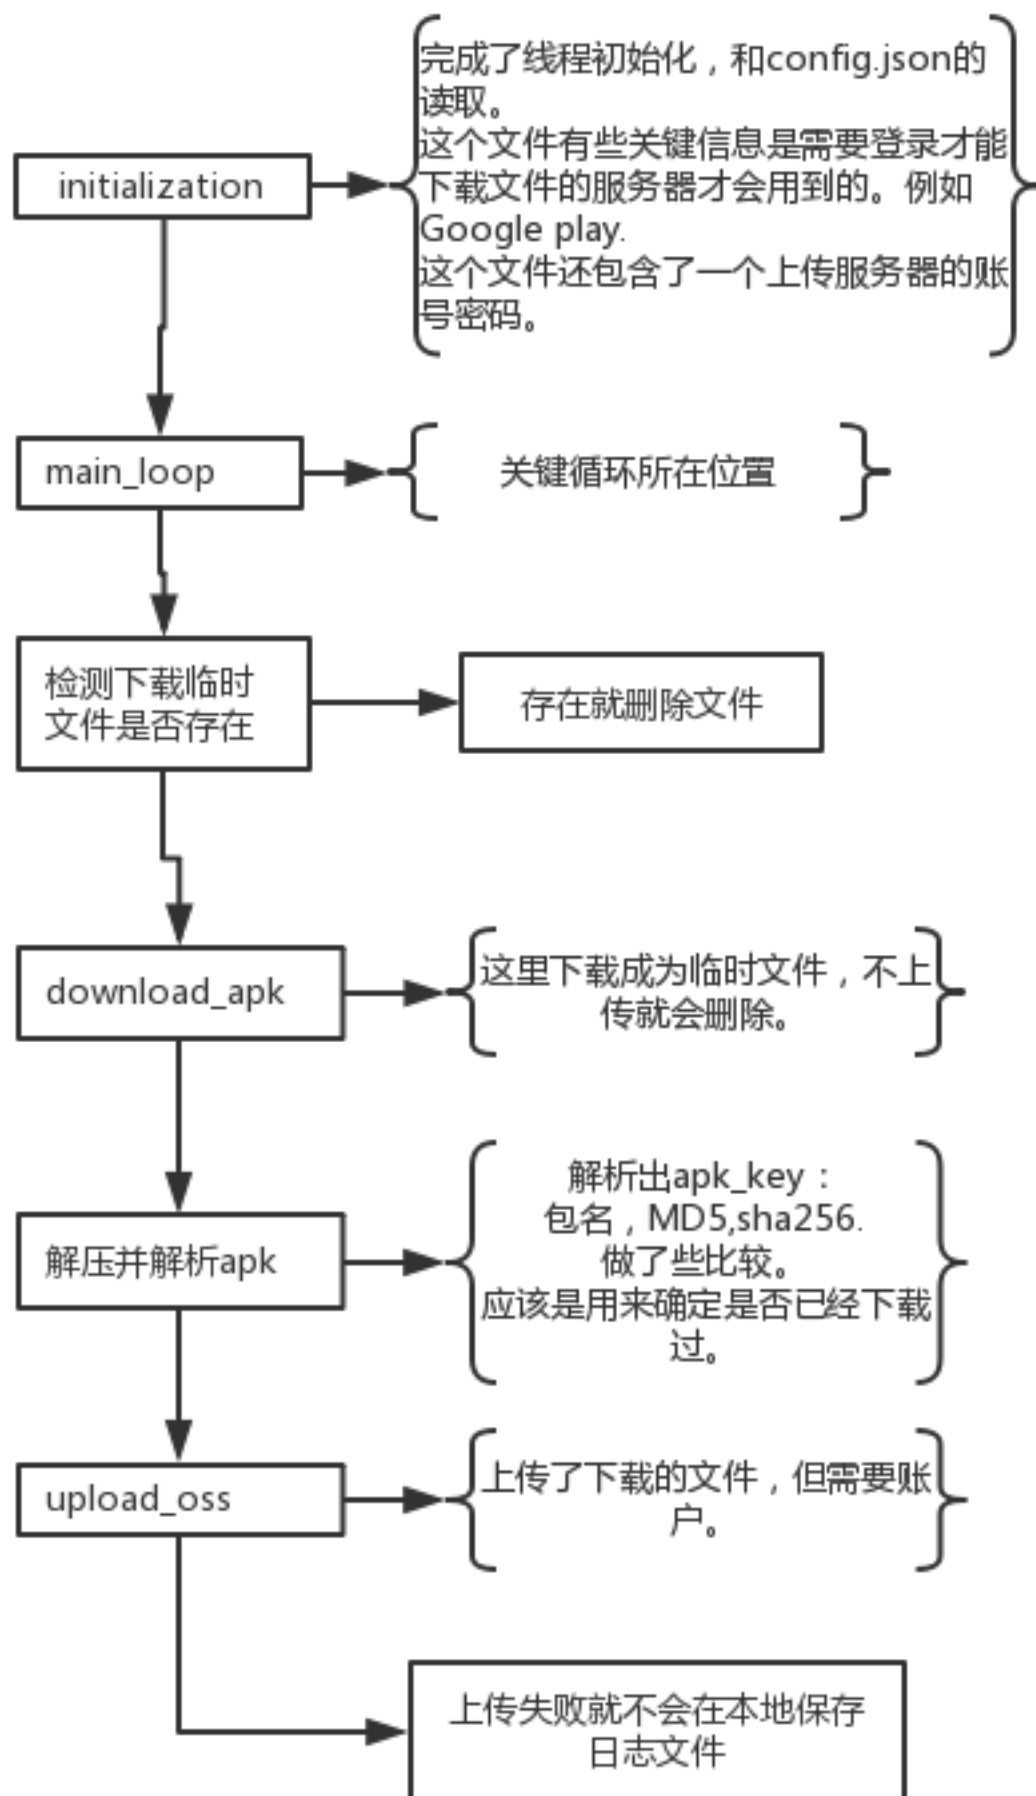 完成了线程初始化，和config.json的
读取。
这个文件有些关键信息是需要登录才能
下载文件的服务器才会用到的。例如
Google play.
这个文件还包含了一个上传服务器的账
号密码。
initialization
main_loop
关键循环所在位置
检测下载临时
文件是否存在
存在就删除文件
download_apk
这里下载成为临时文件，不上
传就会删除。
解压并解析apk
解析出apk_key：
包名，MD5,sha256.
做了些比较。
应该是用来确定是否已经下载
过。
upload_oss
上传了下载的文件，但需要账
户。
上传失败就不会在本地保存
日志文件